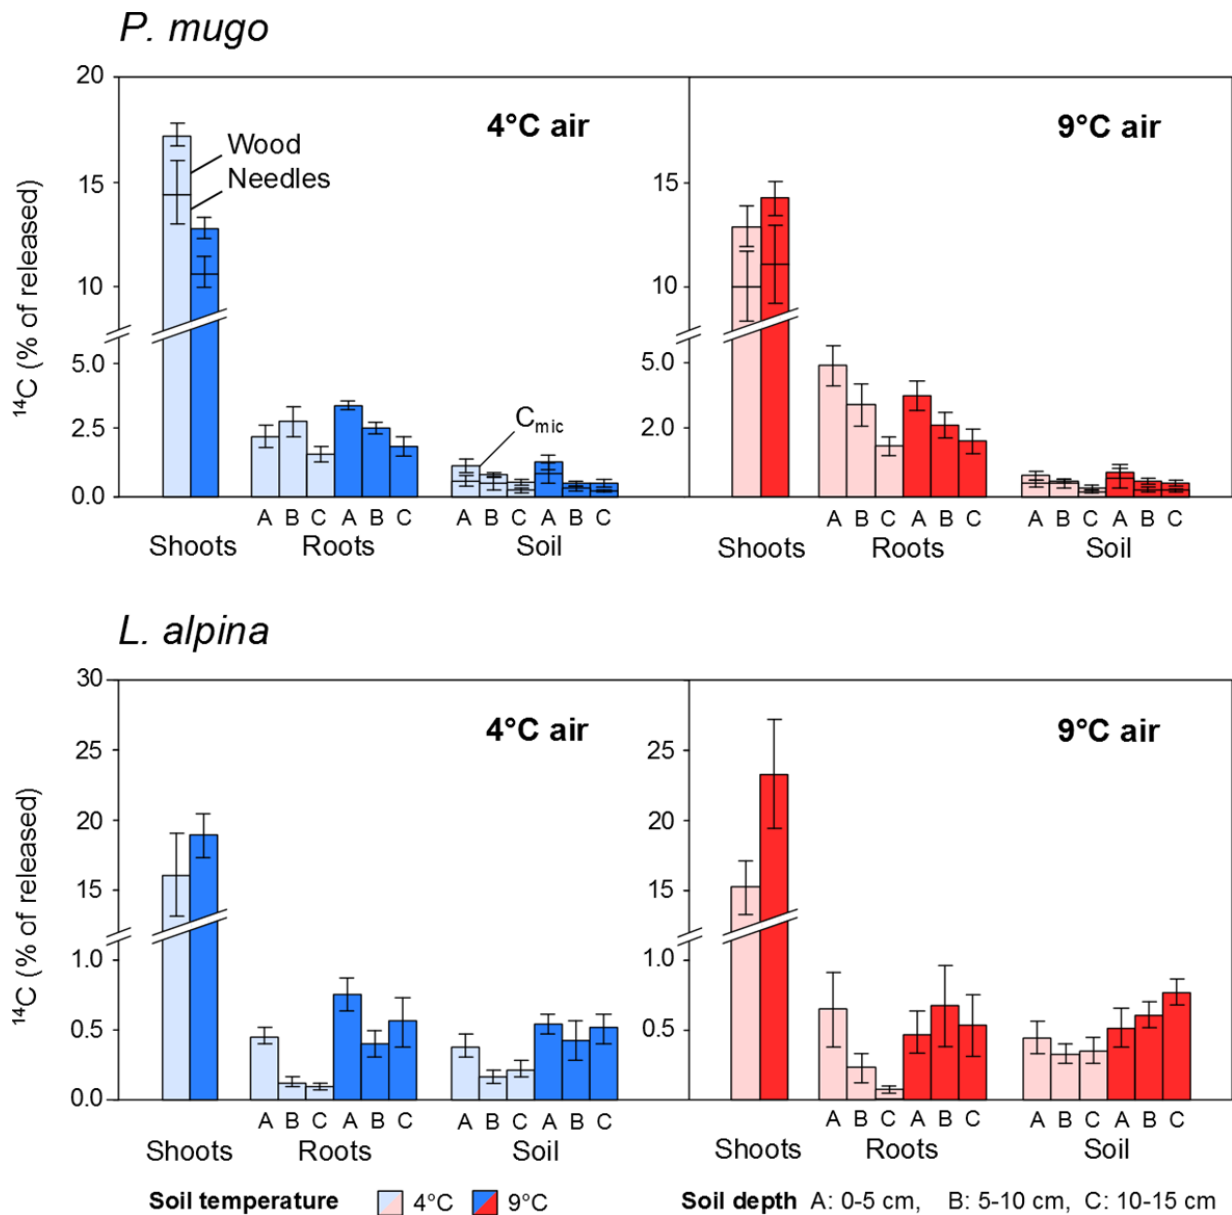 P. mugo
20
15
10
5.0
2.5
0.0
¹⁴C (% of released)
4°C air
Wood
Needles
Cmic
A B C A B C A B C A B C
Shoots Roots Soil
9°C air
15
10
5.0
2.0
A B C A B C A B C A B C
Shoots Roots Soil
L. alpina
30
25
20
15
1.0
0.5
0.0
¹⁴C (% of released)
4°C air
A B C A B C A B C A B C
Shoots Roots Soil
9°C air
25
20
15
1.0
0.5
A B C A B C A B C A B C
Shoots Roots Soil
Soil temperature 4°C 9°C
Soil depth A: 0-5 cm, B: 5-10 cm, C: 10-15 cm